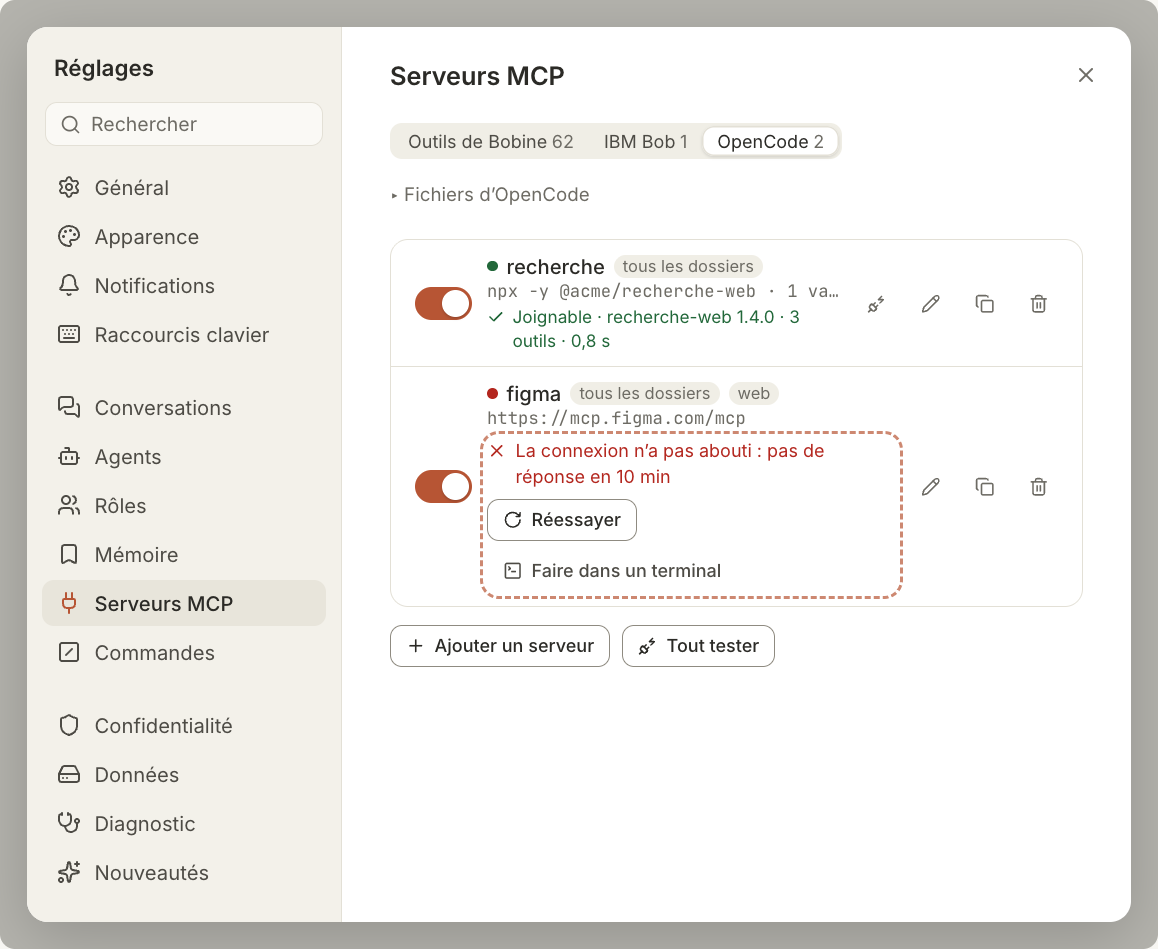 Réglages
Rechercher
Général
Apparence
Notifications
Raccourcis clavier
Conversations
Agents
Rôles
Mémoire
Serveurs MCP
Commandes
Confidentialité
Données
Diagnostic
Nouveautés
Serveurs MCP
Outils de Bobine 62 IBM Bob 1 OpenCode 2
Fichiers d’OpenCode
recherche tous les dossiers
npx -y @acme/recherche-web · 1 va…
Joignable · recherche-web 1.4.0 · 3
outils · 0,8 s
figma tous les dossiers web
https://mcp.figma.com/mcp
La connexion n’a pas abouti : pas de
réponse en 10 min
Réessayer
Faire dans un terminal
Ajouter un serveur Tout tester